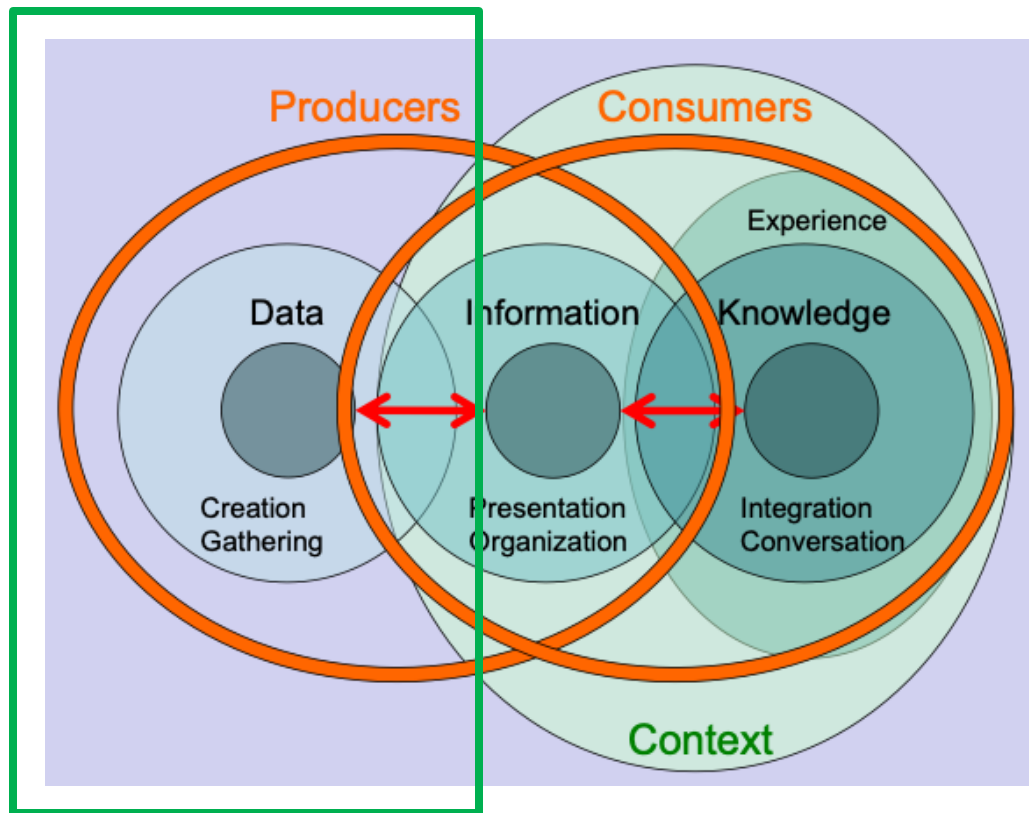 Producers
Consumers
Experience
Data
Information
Knowledge
Creation
Gathering
Presentation
Organization
Integration
Conversation
Context